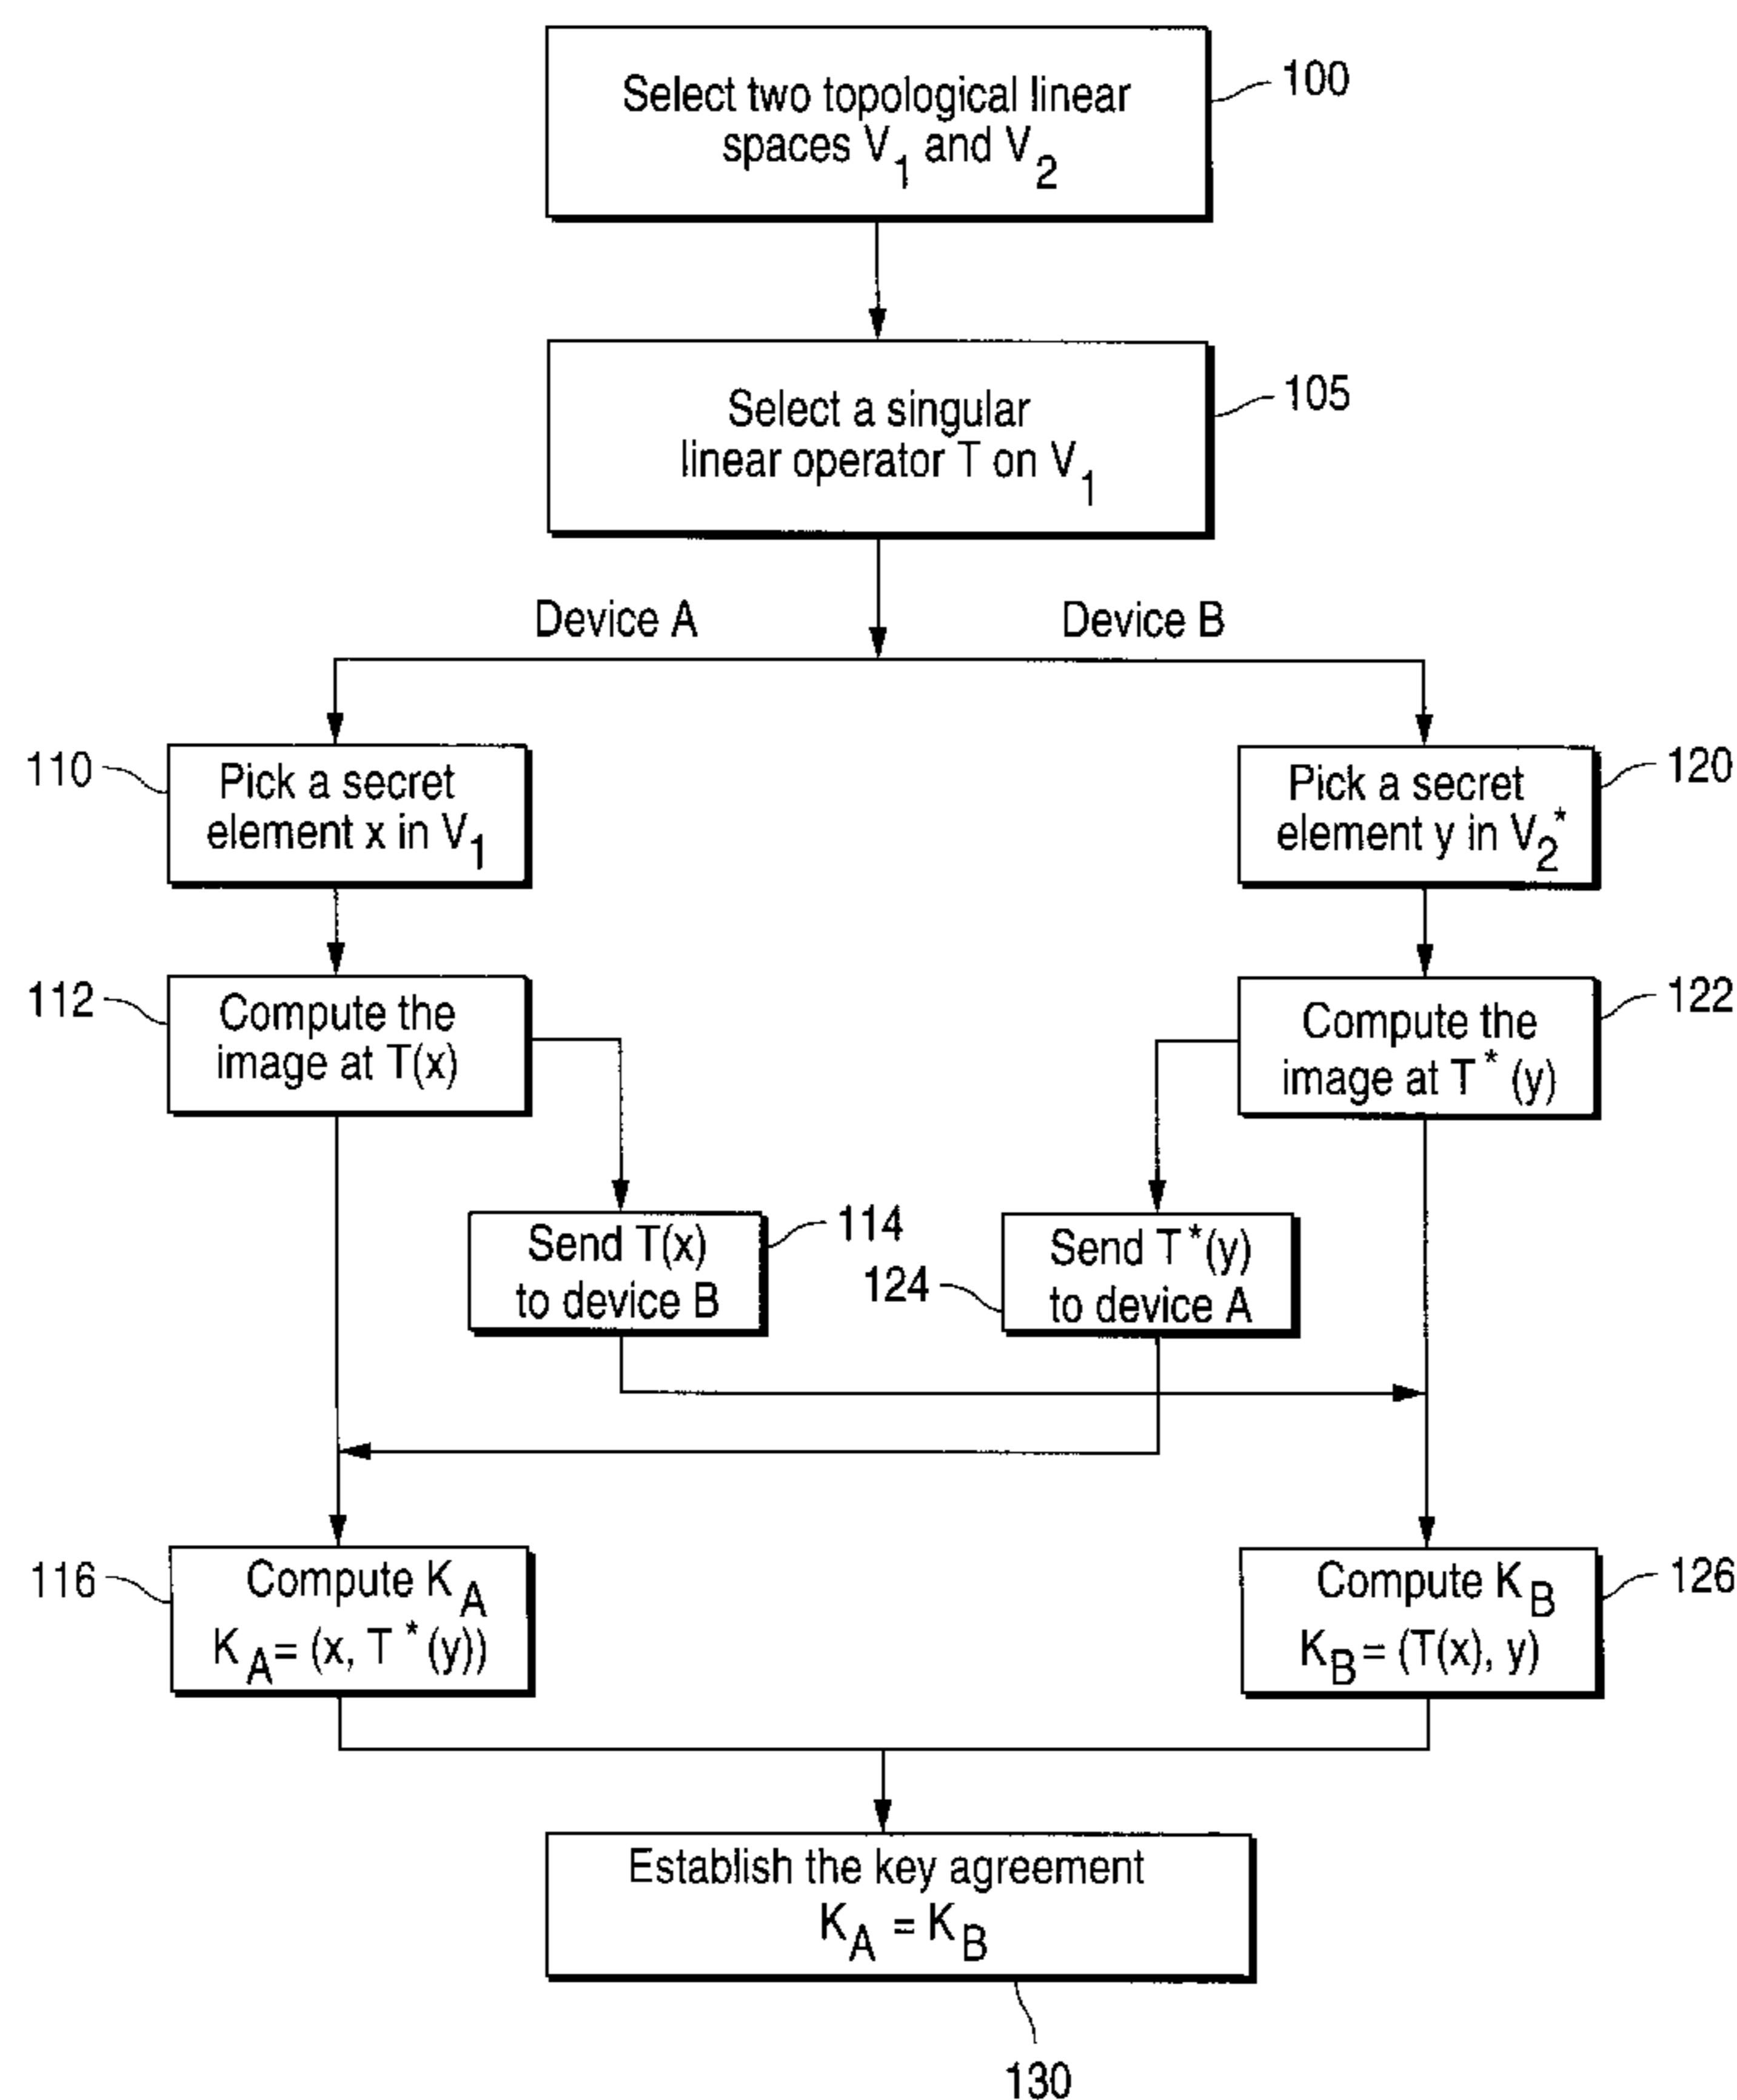 Select two topological linear
spaces V1 and V2
100
Select a singular
linear operator T on V1
105
Device A
Device B
110
Pick a secret
element x in V1
Pick a secret
element y in V2*
120
112
Compute the
image at T(x)
Compute the
image at T*(y)
122
Send T(x)
to device B
114
124
Send T*(y)
to device A
116
Compute KA
KA = (x, T*(y))
Compute KB
KB = (T(x), y)
126
Establish the key agreement
KA = KB
130